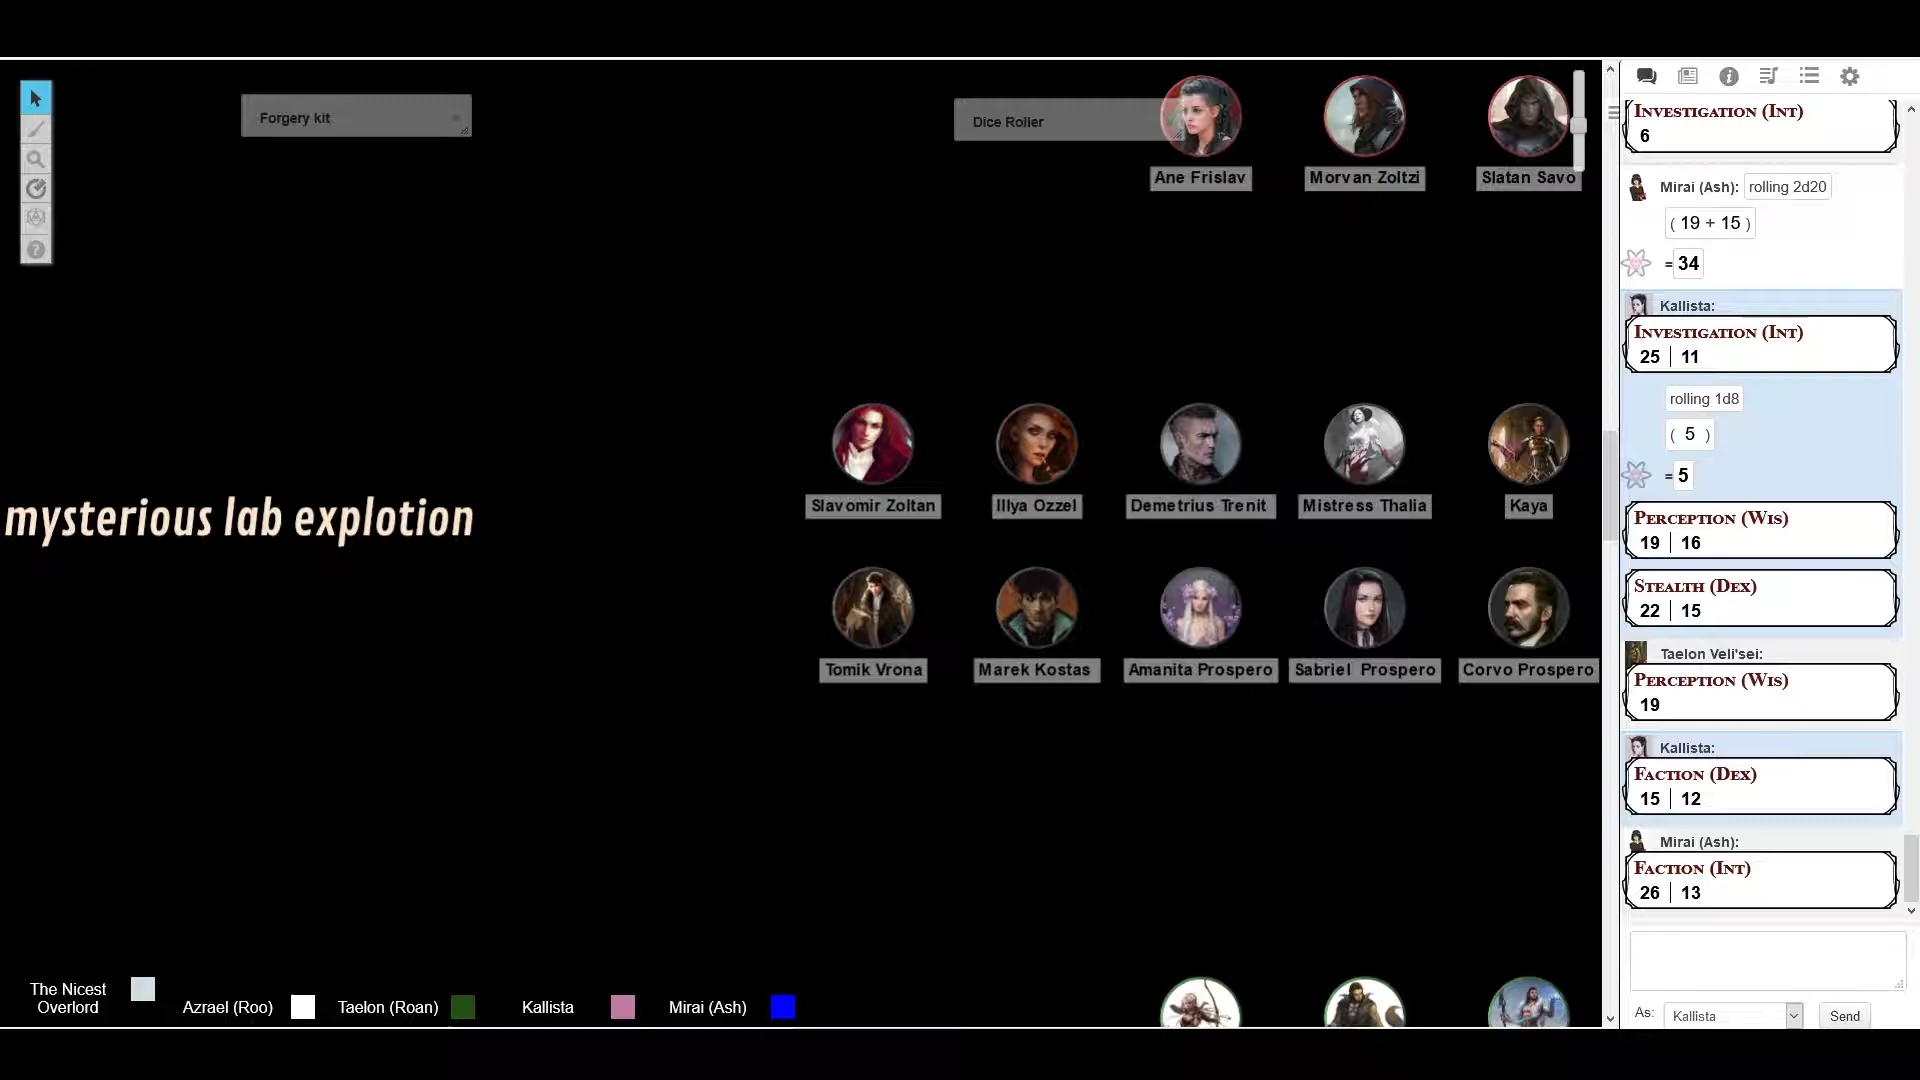 Forgery kit
Dice Roller
Ane Frislav
Morvan Zoltzi
Slatan Savo
mysterious lab explotion
Slavomir Zoltan
Illya Ozzel
Demetrius Trenit
Mistress Thalia
Kaya
Tomik Vrona
Marek Kostas
Amanita Prospero
Sabriel Prospero
Corvo Prospero
The Nicest
Overlord
Azrael (Roo)
Taelon (Roan)
Kallista
Mirai (Ash)
Investigation (Int)
6
Mirai (Ash): rolling 2d20
( 19 + 15 )
= 34
Kallista:
Investigation (Int)
25 | 11
rolling 1d8
( 5 )
= 5
Perception (Wis)
19 | 16
Stealth (Dex)
22 | 15
Taelon Veli'sei:
Perception (Wis)
19
Kallista:
Faction (Dex)
15 | 12
Mirai (Ash):
Faction (Int)
26 | 13
As: Kallista Send